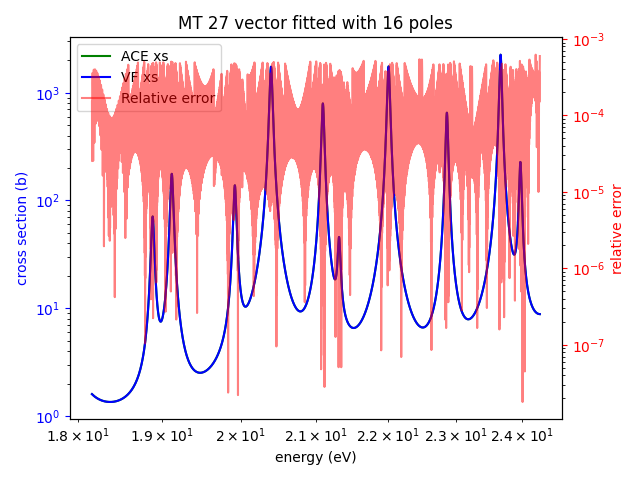 MT 27 vector fitted with 16 poles
ACE xs
VF xs
Relative error
cross section (b)
10³
10²
10¹
10⁰
10⁻³
10⁻⁴
10⁻⁵
10⁻⁶
10⁻⁷
relative error
1.8 × 10¹ 1.9 × 10¹ 2 × 10¹ 2.1 × 10¹ 2.2 × 10¹ 2.3 × 10¹ 2.4 × 10¹
energy (eV)